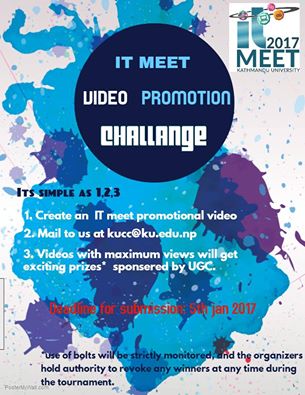 it
2017
MEET
KATHMANDU UNIVERSITY
IT MEET
VIDEO PROMOTION
CHALLANGE
ITS SIMPLE AS 1,2,3
1. Create an IT meet promotional video
2. Mail to us at kucc@ku.edu.np
3. Videos with maximum views will get
exciting prizes* sponsered by UGC.
Deadline for submission: 5th jan 2017
*use of bolts will be strictly monitored, and the organizers
hold authority to revoke any winners at any time during
the tournament.
PosterMyWall.com